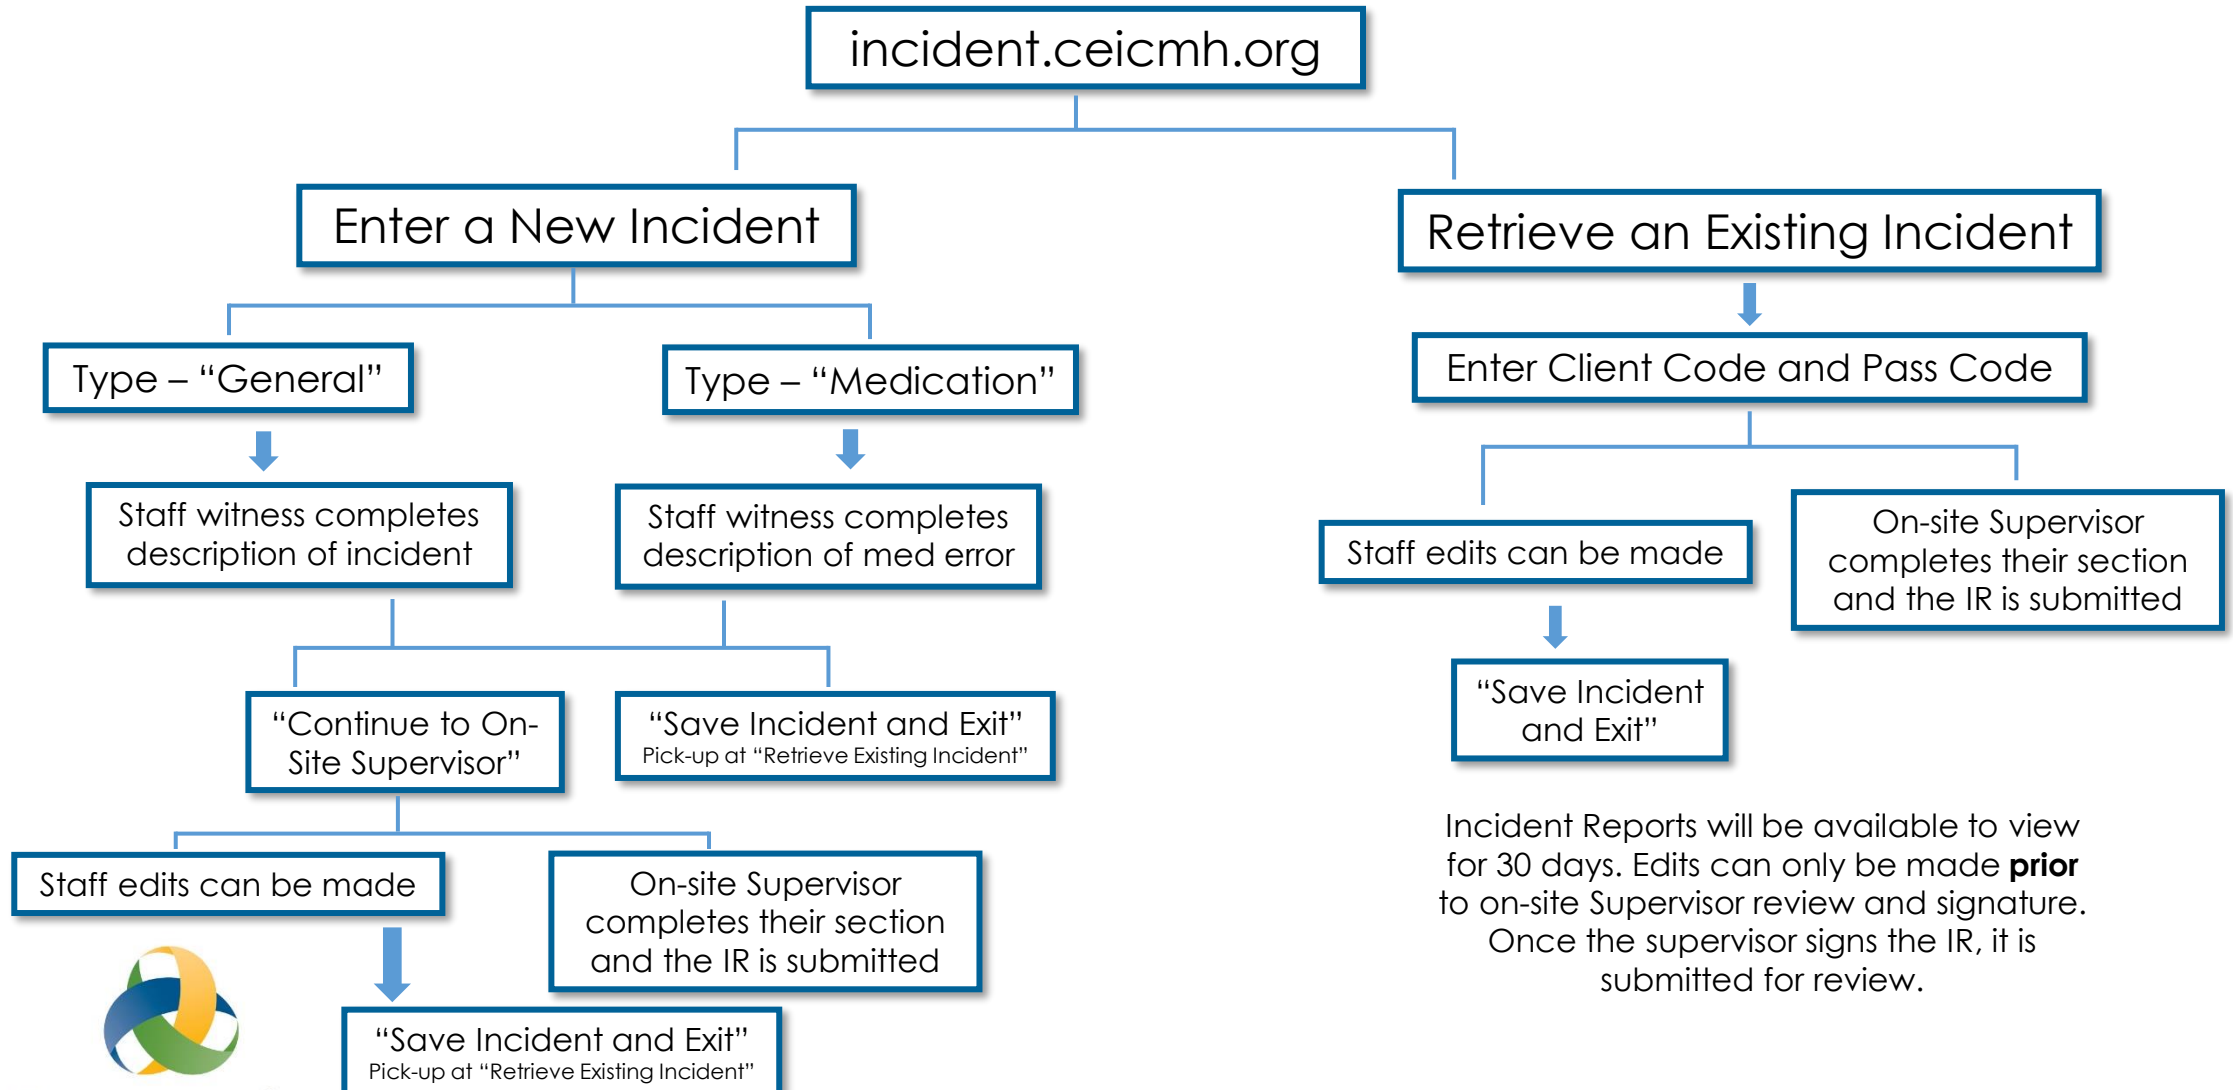 incident.ceicmh.org
Enter a New Incident
Retrieve an Existing Incident
Type – “General”
Type – “Medication”
Enter Client Code and Pass Code
Staff witness completes
description of incident
Staff witness completes
description of med error
Staff edits can be made
On-site Supervisor
completes their section
and the IR is submitted
“Continue to On-
Site Supervisor”
“Save Incident and Exit”
Pick-up at “Retrieve Existing Incident”
“Save Incident
and Exit”
Staff edits can be made
On-site Supervisor
completes their section
and the IR is submitted
“Save Incident and Exit”
Pick-up at “Retrieve Existing Incident”
Incident Reports will be available to view
for 30 days. Edits can only be made prior
to on-site Supervisor review and signature.
Once the supervisor signs the IR, it is
submitted for review.